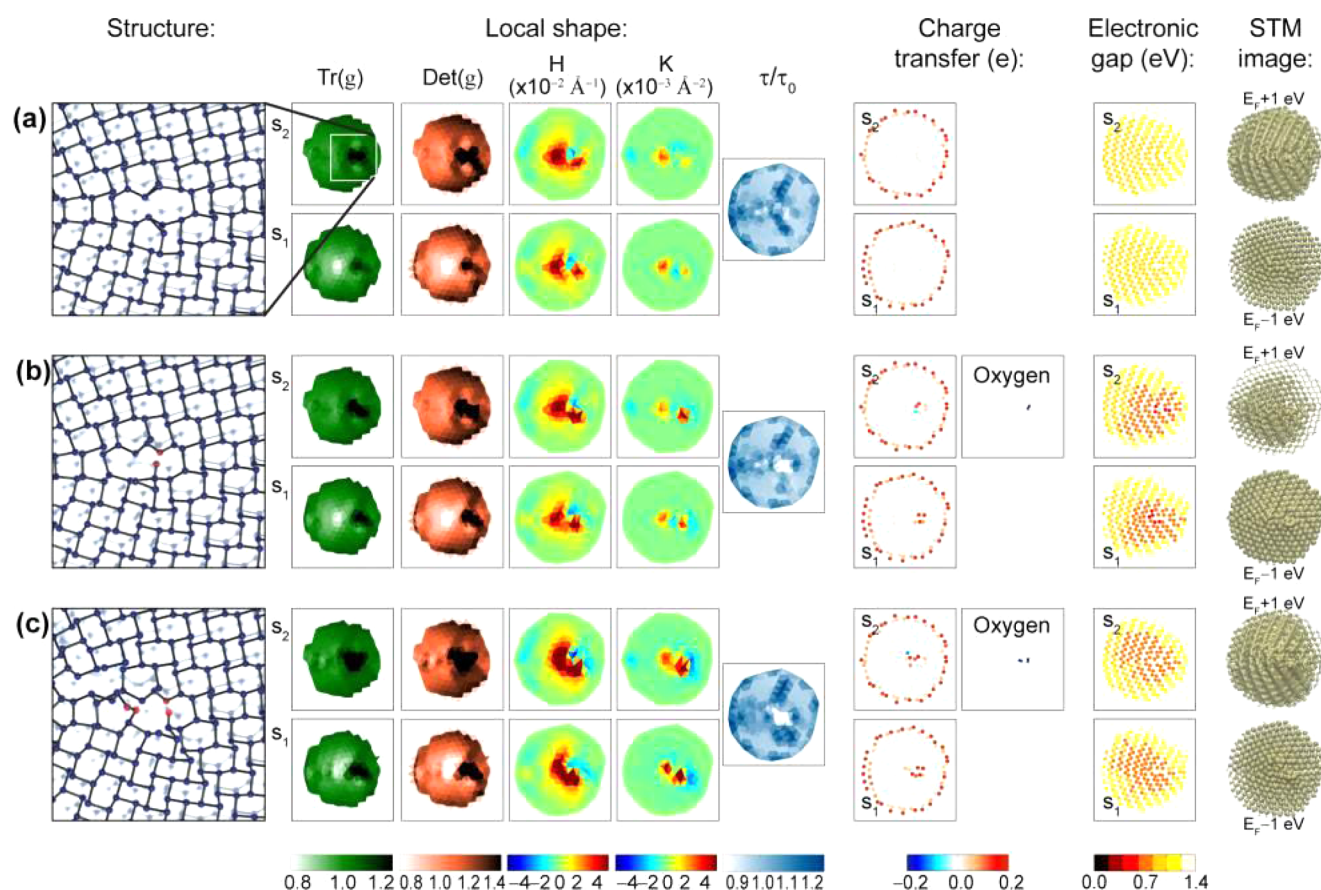 Structure: Local shape: Charge transfer (e): Electronic gap (eV): STM image:
Tr(g) Det(g) H (x10⁻² Å⁻¹) K (x10⁻³ Å⁻²) τ/τ₀
(a)
S₂ S₂ S₂ E_F+1 eV
S₁ S₁ S₁ E_F−1 eV
(b)
S₂ S₂ Oxygen S₂ E_F+1 eV
S₁ S₁ S₁ E_F−1 eV
(c)
S₂ S₂ Oxygen S₂ E_F+1 eV
S₁ S₁ S₁ E_F−1 eV
0.8 1.0 1.2 0.8 1.2 1.4 −4 −2 0 2 4 −4 −2 0 2 4 0.9 1.1 1.2 −0.2 0.0 0.2 0.0 0.7 1.4